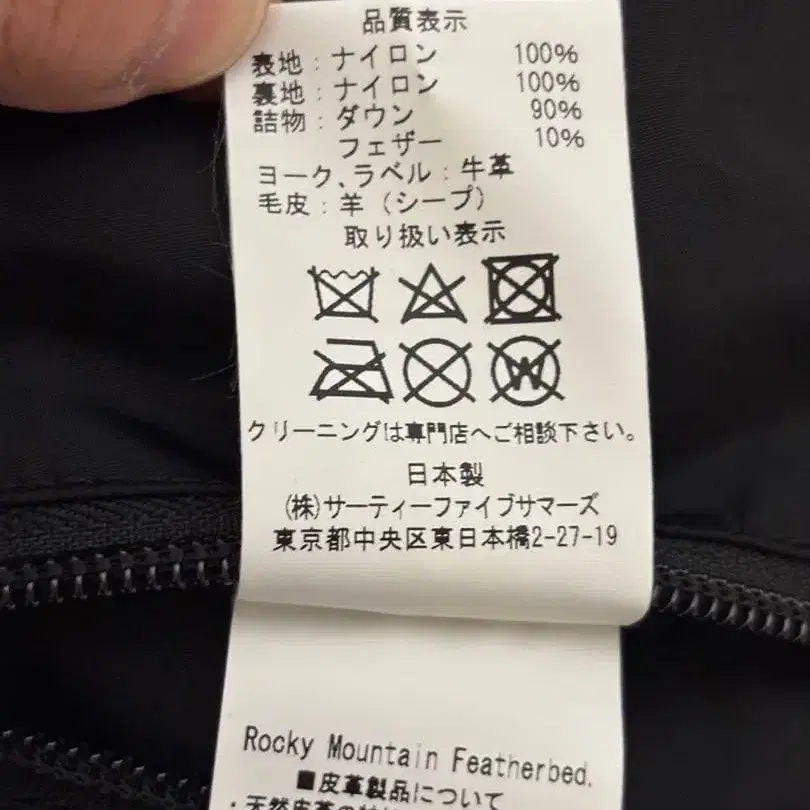 品質表示
表地：ナイロン 100%
裏地：ナイロン 100%
詰物：ダウン 90%
フェザー 10%
ヨーク、ラベル：牛革
毛皮：羊（シープ）
取り扱い表示
W
クリーニングは専門店へご相談下さい。
日本製
(株)サーティーファイブサマーズ
東京都中央区東日本橋2-27-19
Rocky Mountain Featherbed.
■皮革製品について
・天然皮革の